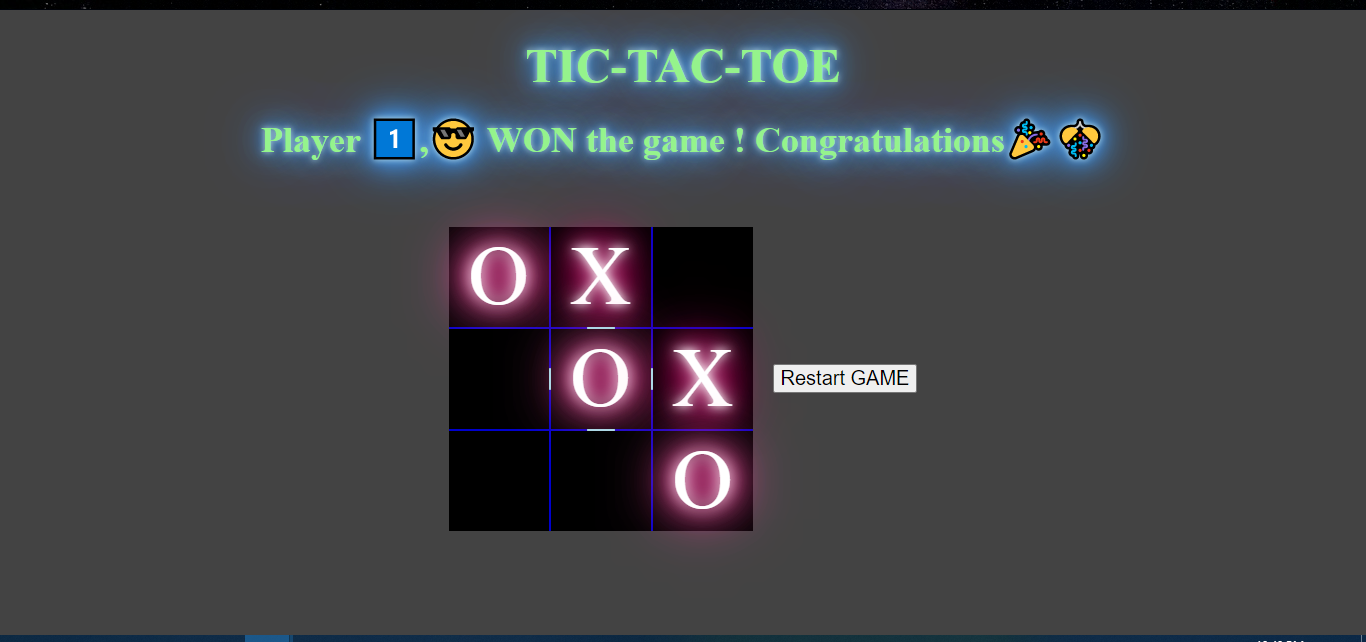 TIC-TAC-TOE
Player 1️⃣,😎 WON the game ! Congratulations🎉🎊
O X
O X
Restart GAME
O